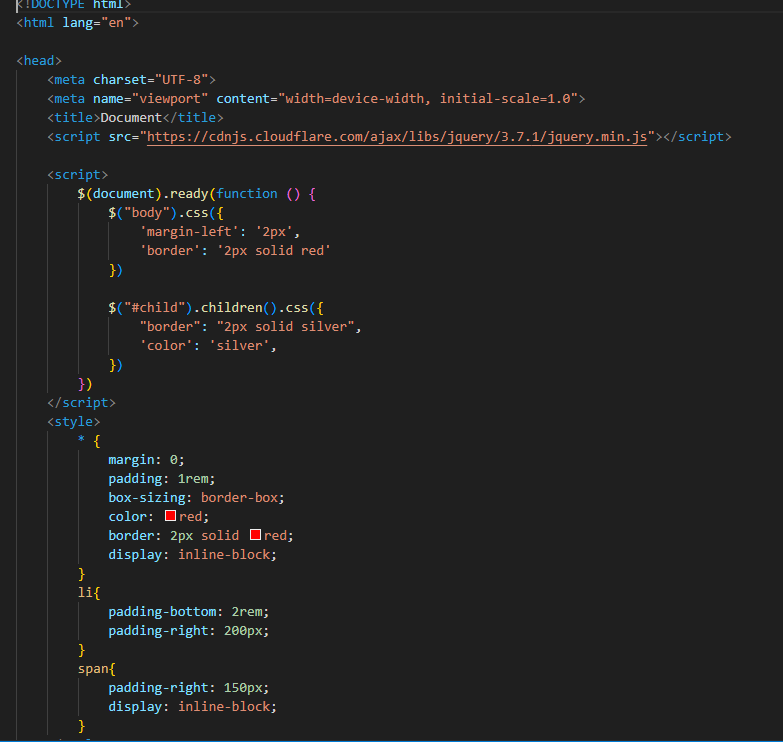 <!DOCTYPE html>
<html lang="en">
<head>
<meta charset="UTF-8">
<meta name="viewport" content="width=device-width, initial-scale=1.0">
<title>Document</title>
<script src="https://cdnjs.cloudflare.com/ajax/libs/jquery/3.7.1/jquery.min.js"></script>
<script>
$(document).ready(function () {
$("body").css({
'margin-left': '2px',
'border': '2px solid red'
})
$("#child").children().css({
"border": "2px solid silver",
'color': 'silver',
})
})
</script>
<style>
* {
margin: 0;
padding: 1rem;
box-sizing: border-box;
color: red;
border: 2px solid red;
display: inline-block;
}
li{
padding-bottom: 2rem;
padding-right: 200px;
}
span{
padding-right: 150px;
display: inline-block;
}